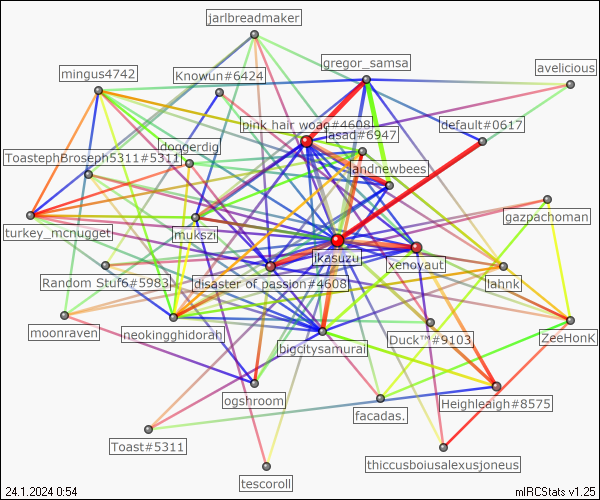 jarlbreadmaker
gregor_samsa
mingus4742
Knowun#6424
avelicious
pink hair woag#4608
default#0617
asad#6947
doogerdig
ToastephBroseph5311#5311
landnewbees
gazpachoman
turkey_mcnugget
mukszi
ikasuzu
xenoyaut
Random Stuf6#5983
disaster of passion#4608
lahnk
moonraven
neokingghidorah
bigcitysamurai
Duck™#9103
ZeeHonK
ogshroom
facadas.
Heighleaigh#8575
Toast#5311
thiccusboiusalexusjoneus
tescoroll
24.1.2024 0:54
mIRCStats v1.25